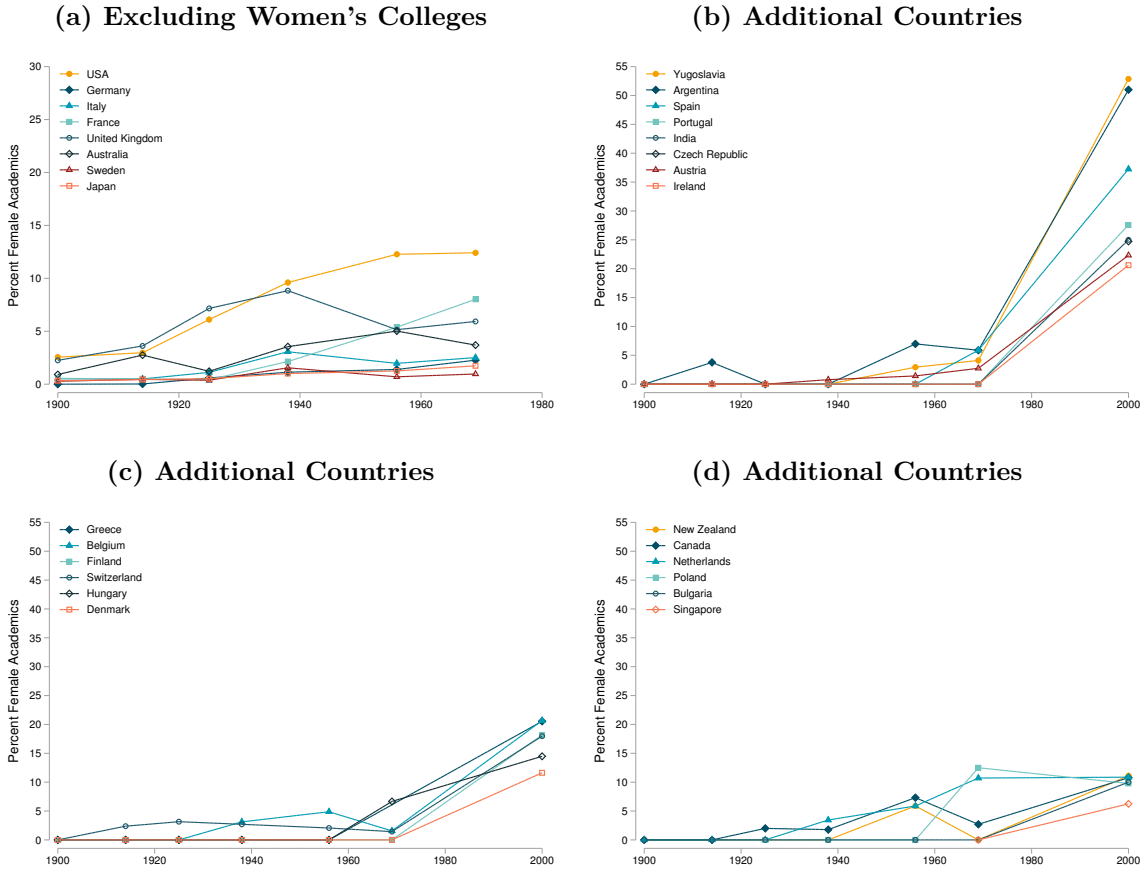 (a) Excluding Women's Colleges
Percent Female Academics
30
25
20
15
10
5
0
USA
Germany
Italy
France
United Kingdom
Australia
Sweden
Japan
1900 1920 1940 1960 1980
(b) Additional Countries
Percent Female Academics
55
50
45
40
35
30
25
20
15
10
5
0
Yugoslavia
Argentina
Spain
Portugal
India
Czech Republic
Austria
Ireland
1900 1920 1940 1960 1980 2000
(c) Additional Countries
Percent Female Academics
55
50
45
40
35
30
25
20
15
10
5
0
Greece
Belgium
Finland
Switzerland
Hungary
Denmark
1900 1920 1940 1960 1980 2000
(d) Additional Countries
Percent Female Academics
55
50
45
40
35
30
25
20
15
10
5
0
New Zealand
Canada
Netherlands
Poland
Bulgaria
Singapore
1900 1920 1940 1960 1980 2000